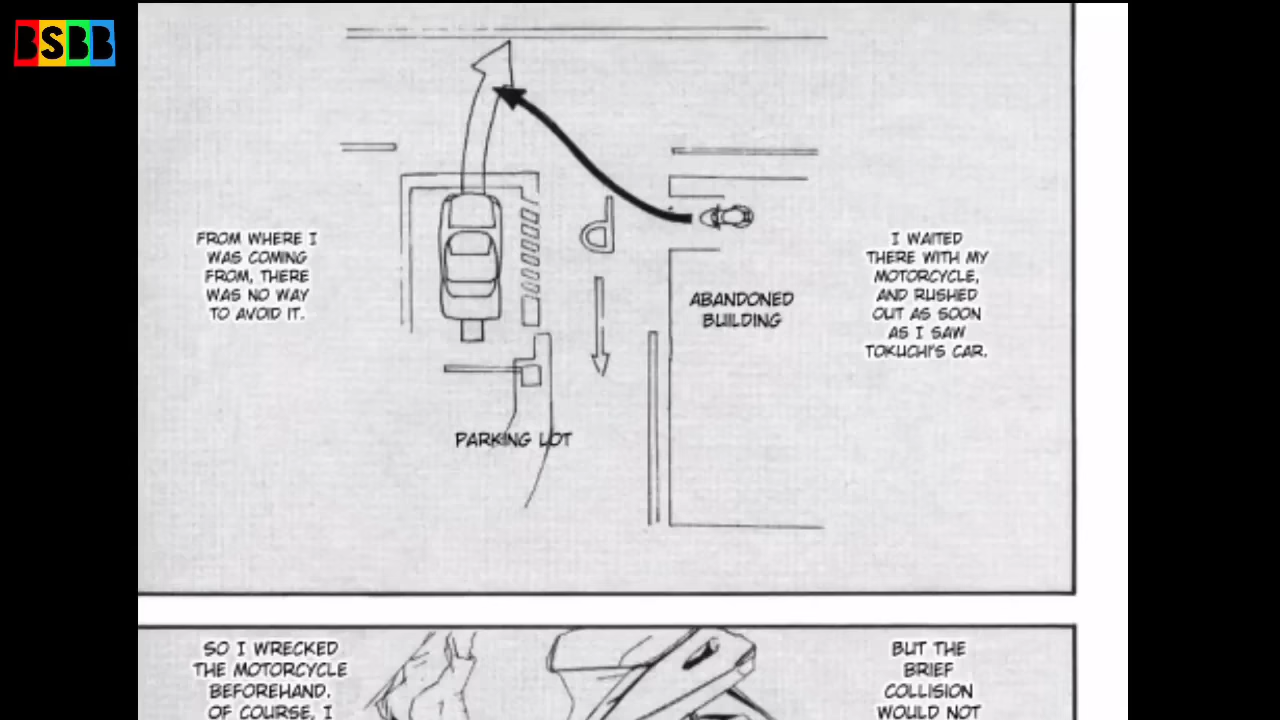 BSBB
I WAITED
THERE WITH MY
MOTORCYCLE,
AND RUSHED
OUT AS SOON
AS I SAW
TOKUCHI'S CAR.
ABANDONED
BUILDING
PARKING LOT
FROM WHERE I
WAS COMING
FROM, THERE
WAS NO WAY
TO AVOID IT.
BUT THE
BRIEF
COLLISION
WOULD NOT
SO I WRECKED
THE MOTORCYCLE
BEFOREHAND.
OF COURSE, I